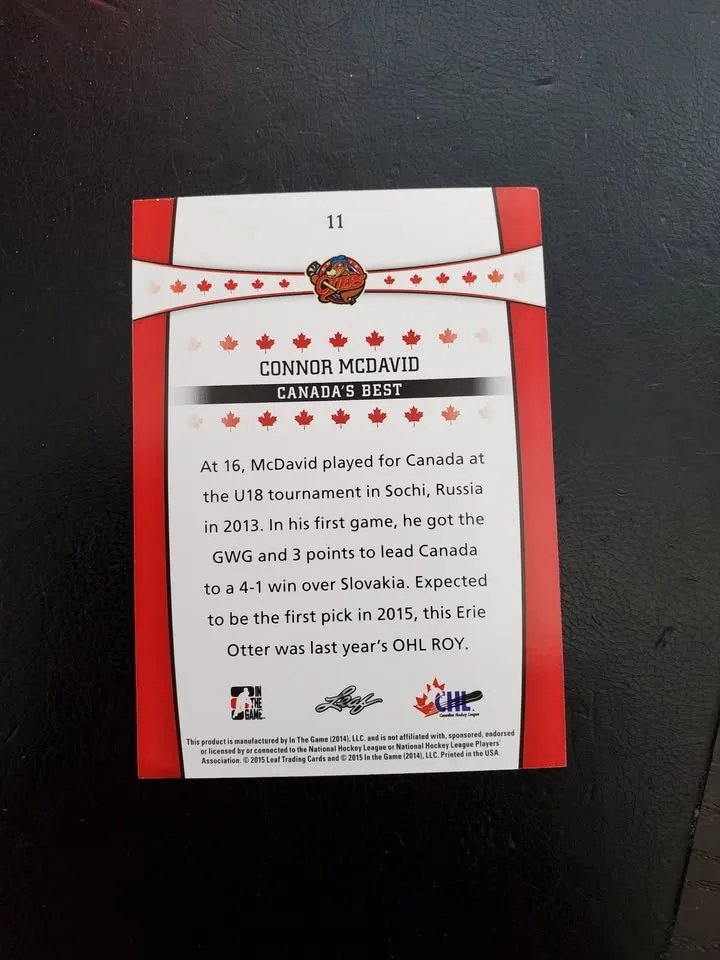 11
OTTERS
CONNOR MCDAVID
CANADA'S BEST
At 16, McDavid played for Canada at
the U18 tournament in Sochi, Russia
in 2013. In his first game, he got the
GWG and 3 points to lead Canada
to a 4-1 win over Slovakia. Expected
to be the first pick in 2015, this Erie
Otter was last year's OHL ROY.
IN THE GAME Leaf CHL
Canadian Hockey League
This product is manufactured by In The Game (2014), LLC. and is not affiliated with, sponsored, endorsed
or licensed by or connected to the National Hockey League or National Hockey League Players'
Association. © 2015 Leaf Trading Cards and © 2015 In the Game (2014), LLC. Printed in the USA.